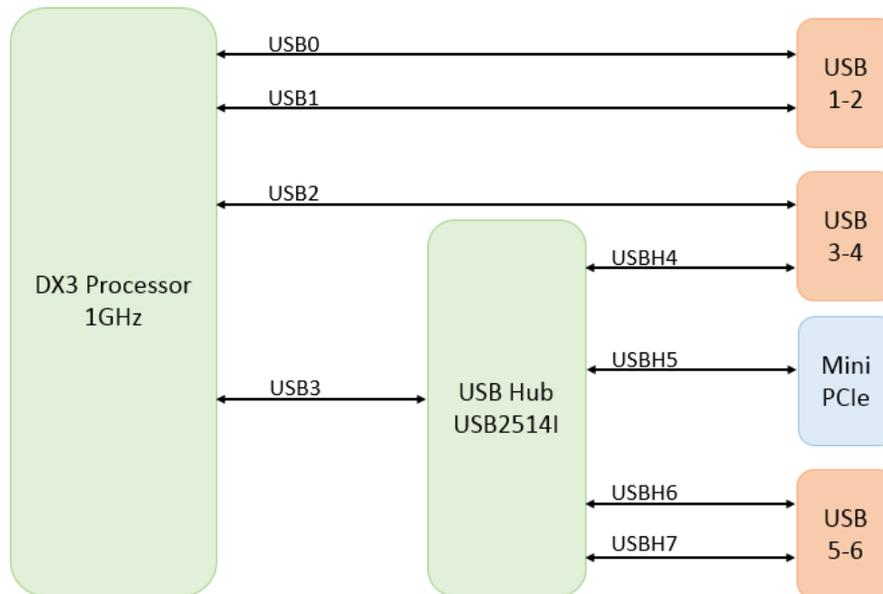 USB0
USB
1-2
USB1
USB2
USB
3-4
USBH4
DX3 Processor
1GHz
USBH5
Mini
PCIe
USB3
USB Hub
USB2514I
USBH6
USB
5-6
USBH7